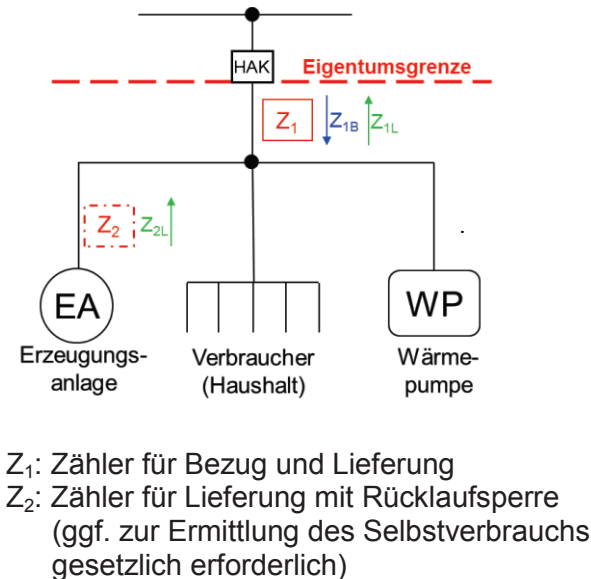 HAK Eigentumsgrenze
Z1 Z1B Z1L
Z2 Z2L
EA WP
Erzeugungs-
anlage
Verbraucher
(Haushalt)
Wärme-
pumpe
Z1: Zähler für Bezug und Lieferung
Z2: Zähler für Lieferung mit Rücklaufsperre
(ggf. zur Ermittlung des Selbstverbrauchs
gesetzlich erforderlich)